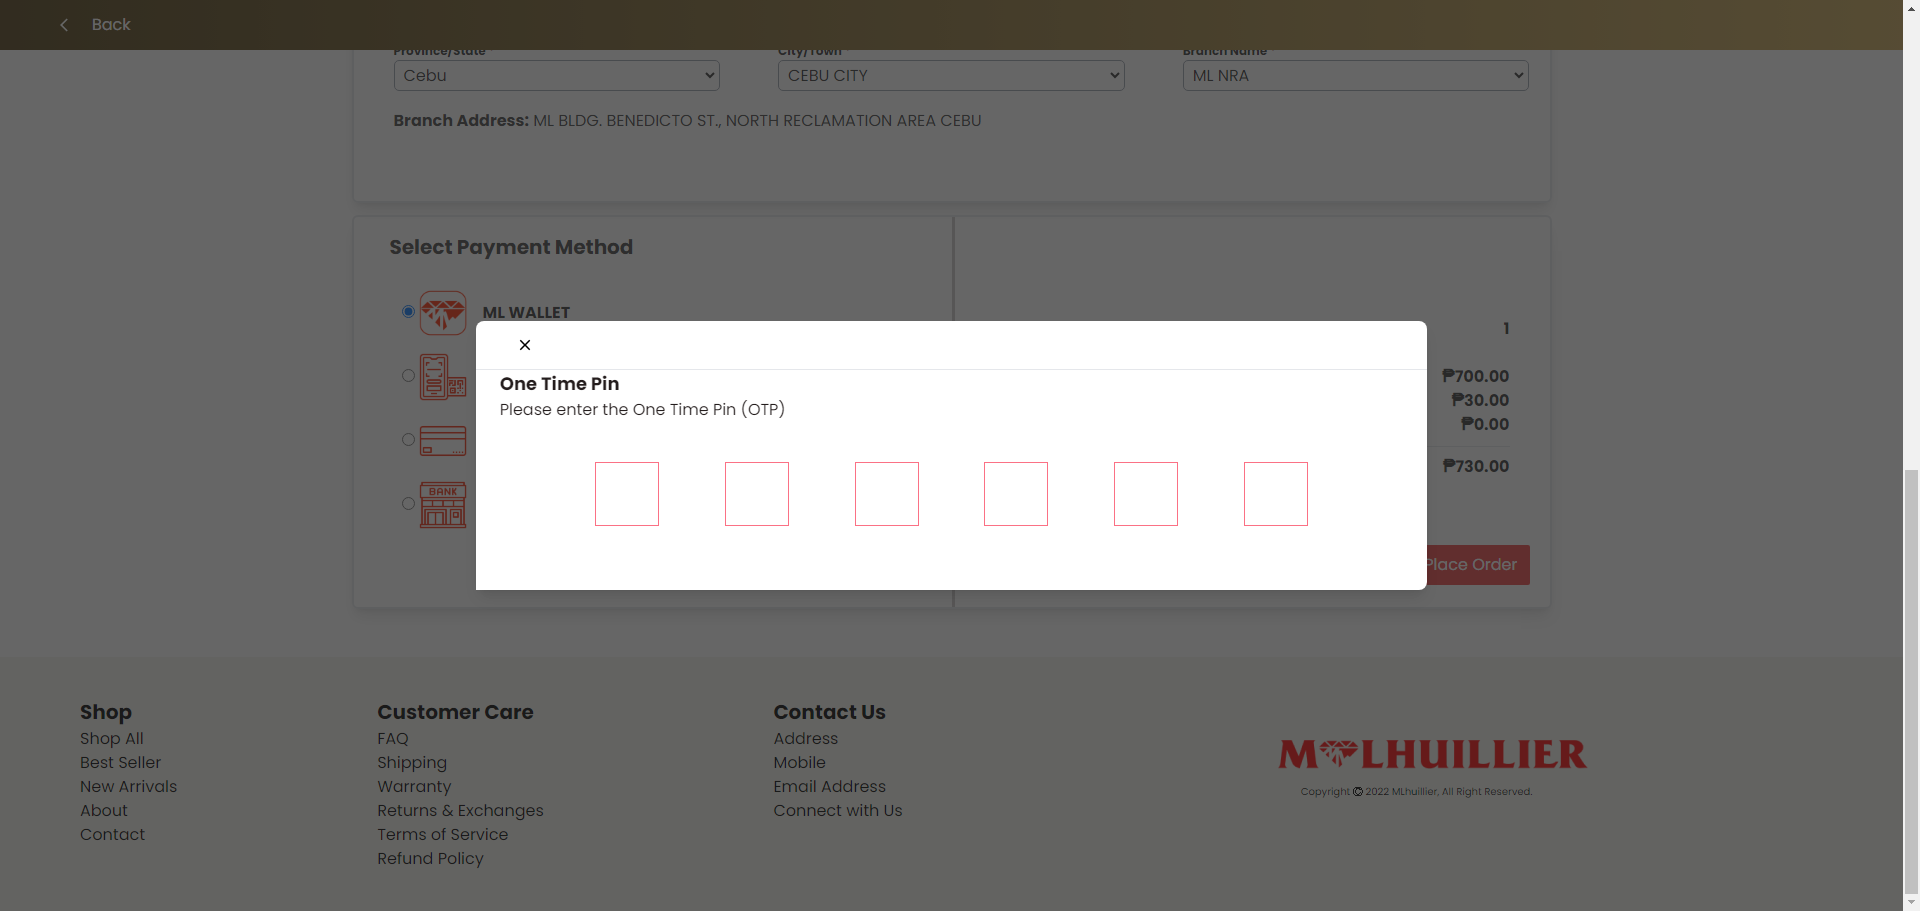 Back
Province/State
City/Town
Branch Name
Cebu
CEBU CITY
ML NRA
Branch Address: ML BLDG. BENEDICTO ST., NORTH RECLAMATION AREA CEBU
Select Payment Method
ML WALLET
BANK
1
₱700.00
₱30.00
₱0.00
₱730.00
Place Order
One Time Pin
Please enter the One Time Pin (OTP)
Shop
Shop All
Best Seller
New Arrivals
About
Contact
Customer Care
FAQ
Shipping
Warranty
Returns & Exchanges
Terms of Service
Refund Policy
Contact Us
Address
Mobile
Email Address
Connect with Us
M LHUILLIER
Copyright © 2022 MLhuillier, All Right Reserved.